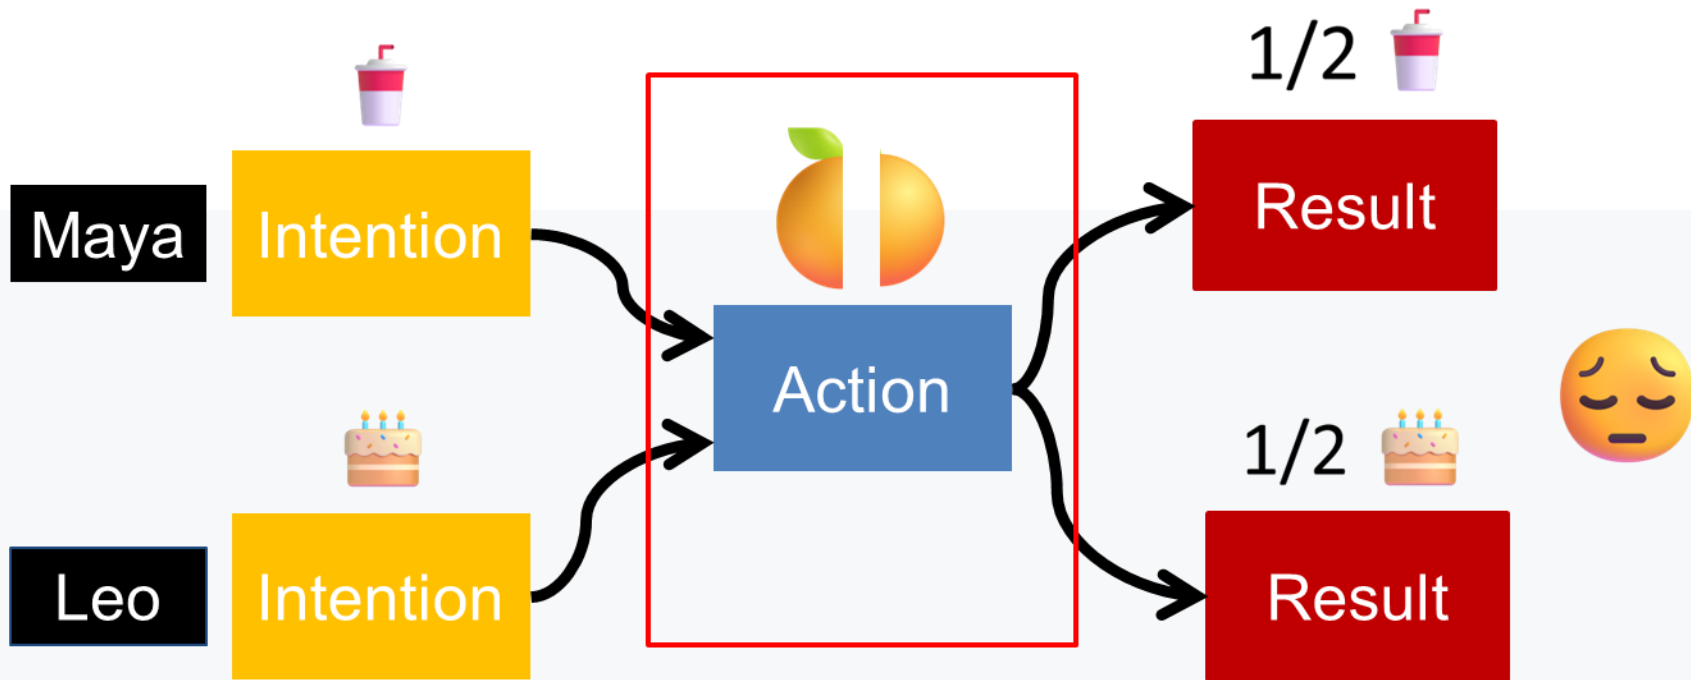 1/2
Maya
Intention
Result
Action
1/2
Leo
Intention
Result